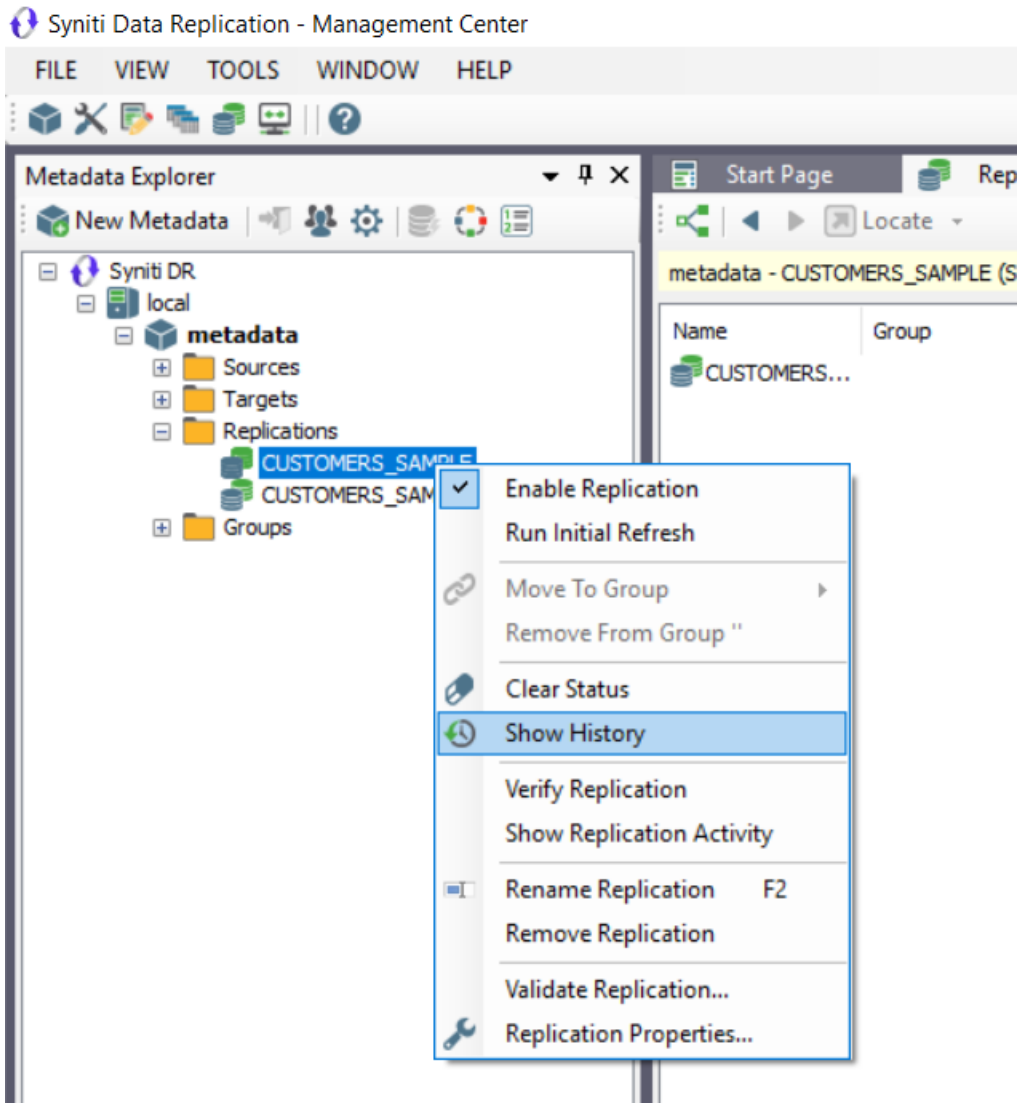 Syniti Data Replication - Management Center
FILE VIEW TOOLS WINDOW HELP
Metadata Explorer
New Metadata
Syniti DR
local
metadata
Sources
Targets
Replications
CUSTOMERS_SAMPLE
CUSTOMERS_SAM
Groups
Enable Replication
Run Initial Refresh
Move To Group
Remove From Group ''
Clear Status
Show History
Verify Replication
Show Replication Activity
Rename Replication F2
Remove Replication
Validate Replication...
Replication Properties...
Start Page Rep
Locate
metadata - CUSTOMERS_SAMPLE (S
Name Group
CUSTOMERS...